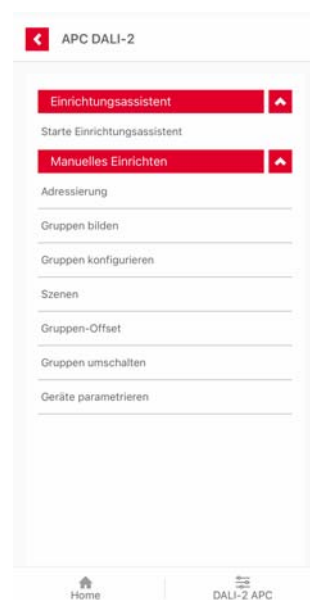 APC DALI-2
Einrichtungsassistent
Starte Einrichtungsassistent
Manuelles Einrichten
Adressierung
Gruppen bilden
Gruppen konfigurieren
Szenen
Gruppen-Offset
Gruppen umschalten
Geräte parametrieren
Home
DALI-2 APC